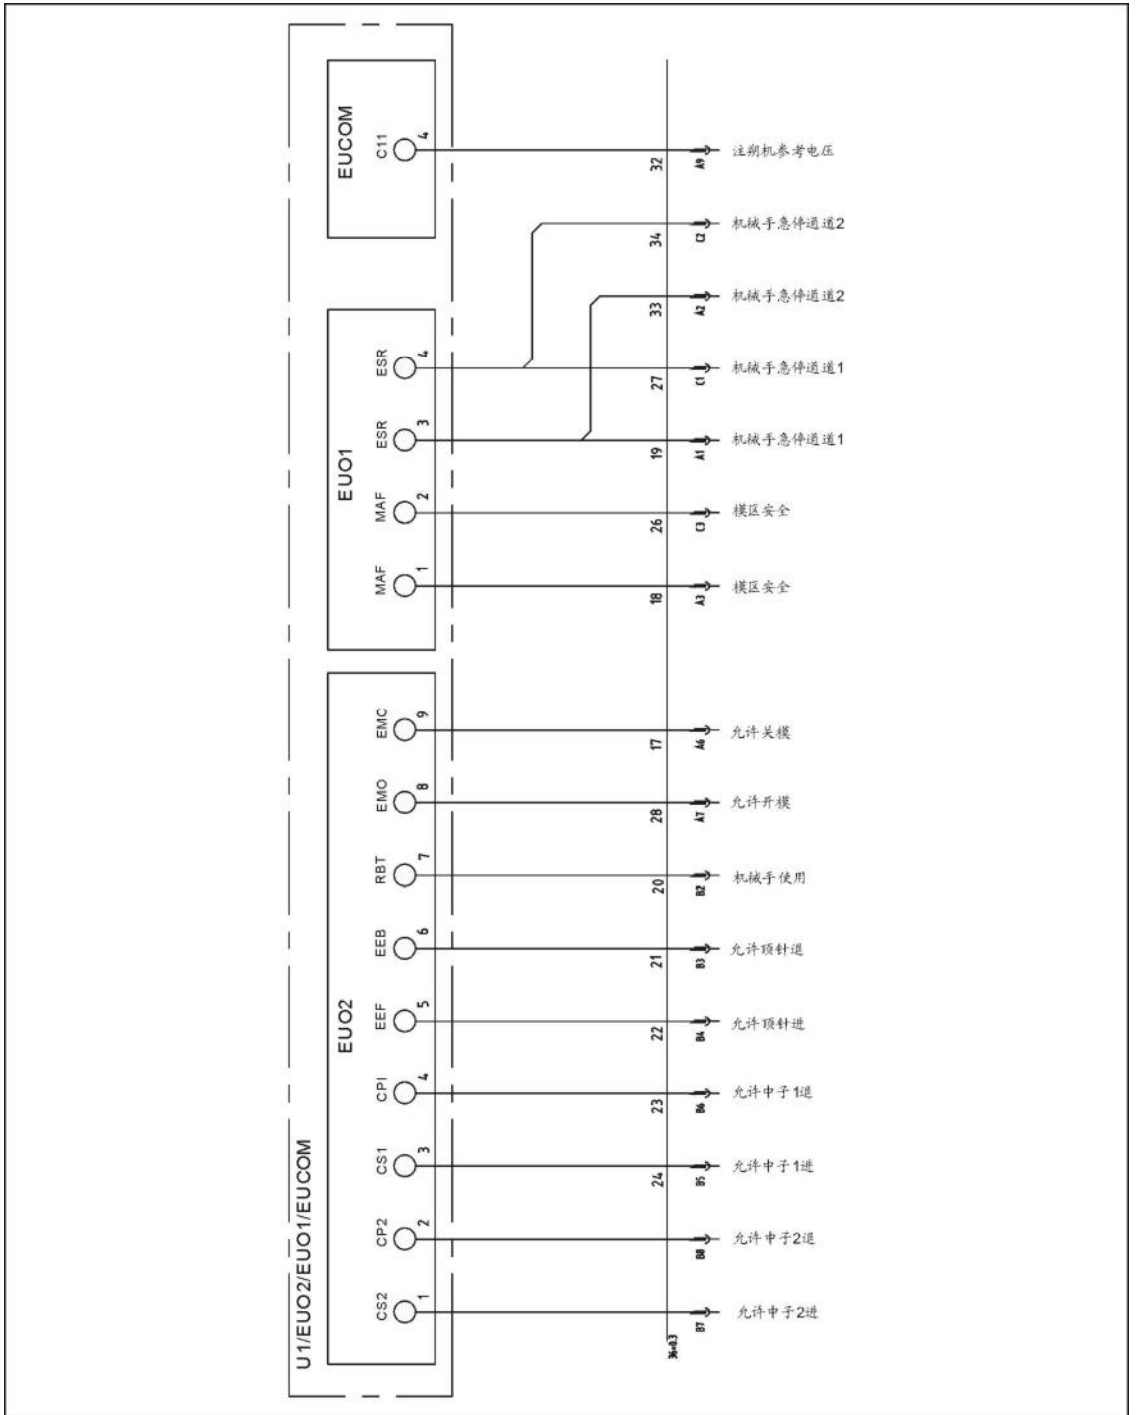 EUCOM
C11
4
32
A9
注朔机参考电压
34
C2
机械手急停通道2
33
A2
机械手急停通道2
EUO1
ESR
4
27
C1
机械手急停通道1
ESR
3
19
A1
机械手急停通道1
MAF
2
26
C3
模区安全
MAF
1
18
A3
模区安全
U1/EUO2/EUO1/EUCOM
EUO2
EMC
9
17
A6
允许关模
EMO
8
28
A7
允许开模
RBT
7
20
B2
机械手使用
EEB
6
21
B3
允许顶针退
EEF
5
22
B4
允许顶针进
CPI
4
23
B6
允许中子1退
CS1
3
24
B5
允许中子1进
CP2
2
B8
允许中子2退
CS2
1
B7
允许中子2进
36×0.3